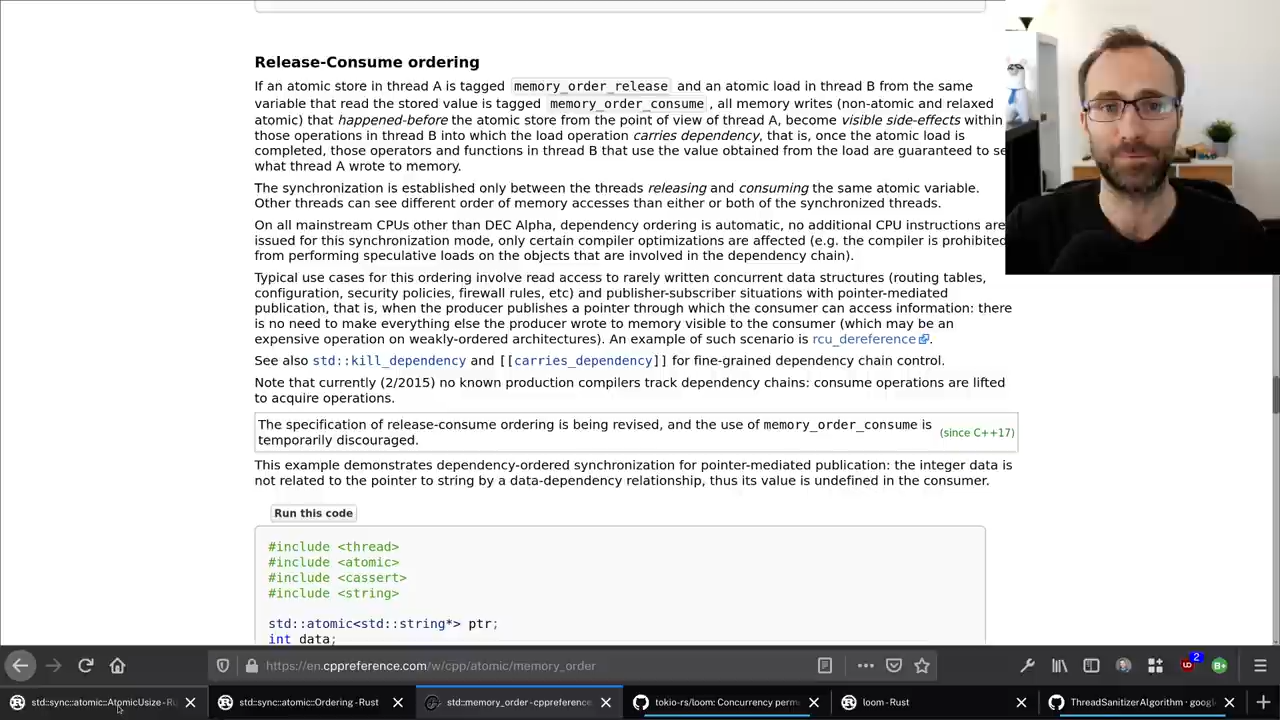 Release-Consume ordering
If an atomic store in thread A is tagged memory_order_release and an atomic load in thread B from the same
variable that read the stored value is tagged memory_order_consume, all memory writes (non-atomic and relaxed
atomic) that happened-before the atomic store from the point of view of thread A, become visible side-effects within
those operations in thread B into which the load operation carries dependency, that is, once the atomic load is
completed, those operators and functions in thread B that use the value obtained from the load are guaranteed to se
what thread A wrote to memory.
The synchronization is established only between the threads releasing and consuming the same atomic variable.
Other threads can see different order of memory accesses than either or both of the synchronized threads.
On all mainstream CPUs other than DEC Alpha, dependency ordering is automatic, no additional CPU instructions are
issued for this synchronization mode, only certain compiler optimizations are affected (e.g. the compiler is prohibited
from performing speculative loads on the objects that are involved in the dependency chain).
Typical use cases for this ordering involve read access to rarely written concurrent data structures (routing tables,
configuration, security policies, firewall rules, etc) and publisher-subscriber situations with pointer-mediated
publication, that is, when the producer publishes a pointer through which the consumer can access information: there
is no need to make everything else the producer wrote to memory visible to the consumer (which may be an
expensive operation on weakly-ordered architectures). An example of such scenario is rcu_dereference.
See also std::kill_dependency and [[carries_dependency]] for fine-grained dependency chain control.
Note that currently (2/2015) no known production compilers track dependency chains: consume operations are lifted
to acquire operations.
The specification of release-consume ordering is being revised, and the use of memory_order_consume is
temporarily discouraged.
(since C++17)
This example demonstrates dependency-ordered synchronization for pointer-mediated publication: the integer data is
not related to the pointer to string by a data-dependency relationship, thus its value is undefined in the consumer.
Run this code
#include <thread>
#include <atomic>
#include <cassert>
#include <string>
std::atomic<std::string*> ptr;
int data;
https://en.cppreference.com/w/cpp/atomic/memory_order
2
std::sync::atomic::AtomicUsize - Ru
std::sync::atomic::Ordering - Rust
std::memory_order - cppreference.
tokio-rs/loom: Concurrency perm
loom - Rust
ThreadSanitizerAlgorithm · googl